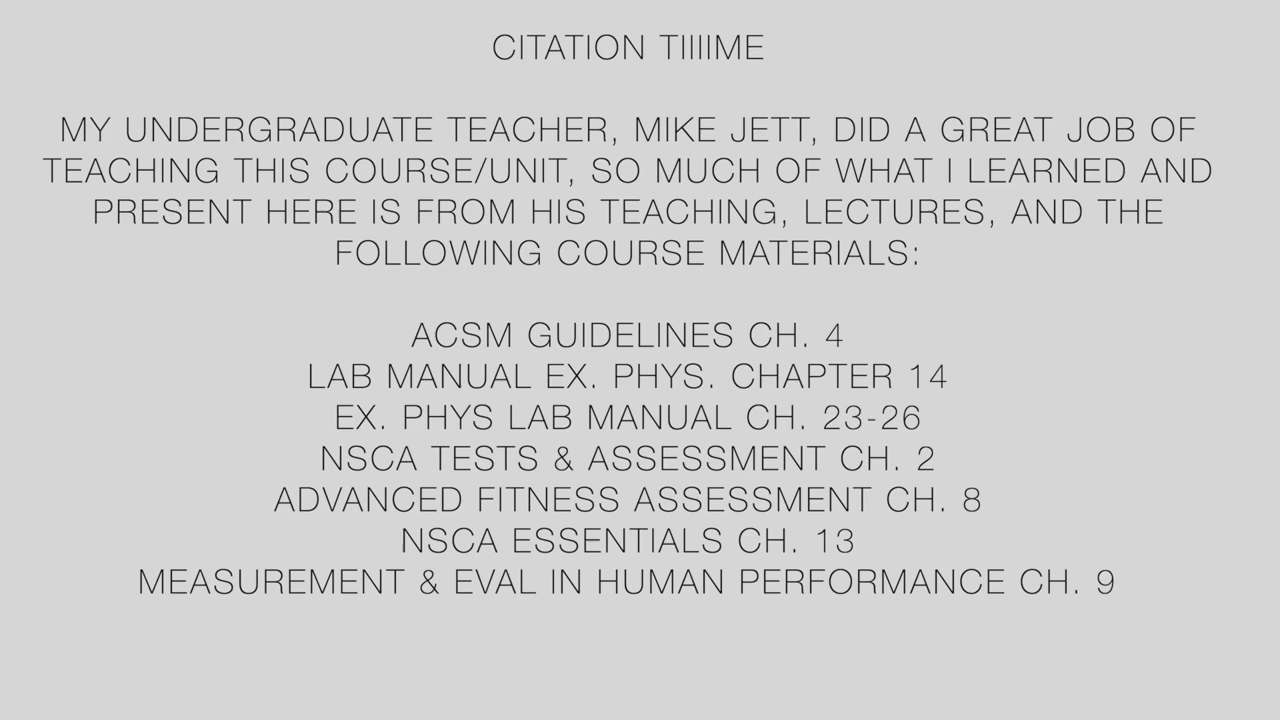 CITATION TIIIIME
MY UNDERGRADUATE TEACHER, MIKE JETT, DID A GREAT JOB OF
TEACHING THIS COURSE/UNIT, SO MUCH OF WHAT I LEARNED AND
PRESENT HERE IS FROM HIS TEACHING, LECTURES, AND THE
FOLLOWING COURSE MATERIALS:
ACSM GUIDELINES CH. 4
LAB MANUAL EX. PHYS. CHAPTER 14
EX. PHYS LAB MANUAL CH. 23-26
NSCA TESTS & ASSESSMENT CH. 2
ADVANCED FITNESS ASSESSMENT CH. 8
NSCA ESSENTIALS CH. 13
MEASUREMENT & EVAL IN HUMAN PERFORMANCE CH. 9